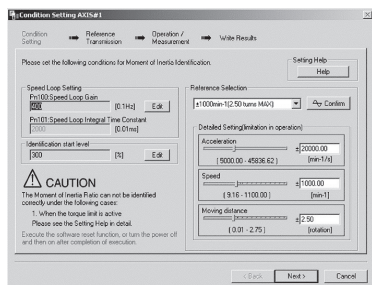 Condition Setting AXIS#1
Condition Setting
Reference Transmission
Operation / Measurement
Write Results
Please set the following conditions for Moment of Inertia Identification.
Setting Help
Help
Speed Loop Setting
Pn100:Speed Loop Gain
400 [0.1Hz] Edit
Pn101:Speed Loop Integral Time Constant
2000 [0.01ms]
Identification start level
300 [%] Edit
CAUTION
The Moment of Inertia Ratio can not be identified
correctly under the following cases:
1. When the torque limit is active
Please see the Setting Help in detail.
Execute the software reset function, or turn the power off
and then on after completion of execution.
Reference Selection
±1000min-1(2.50 turns MAX) Confirm
Detailed Setting(limitation in operation)
Acceleration
± 20000.00
( 5000.00 - 45836.62 ) [min-1/s]
Speed
± 1000.00
( 9.16 - 1100.00 ) [min-1]
Moving distance
± 2.50
( 0.01 - 2.75 ) [rotation]
< Back
Next >
Cancel